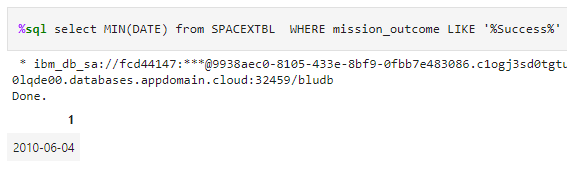 %sql select MIN(DATE) from SPACEXTBL  WHERE mission_outcome LIKE '%Success%'
* ibm_db_sa://fcd44147:***@9938aec0-8105-433e-8bf9-0fbb7e483086.c1ogj3sd0tgtu
0lqde00.databases.appdomain.cloud:32459/bludb
Done.
1
2010-06-04